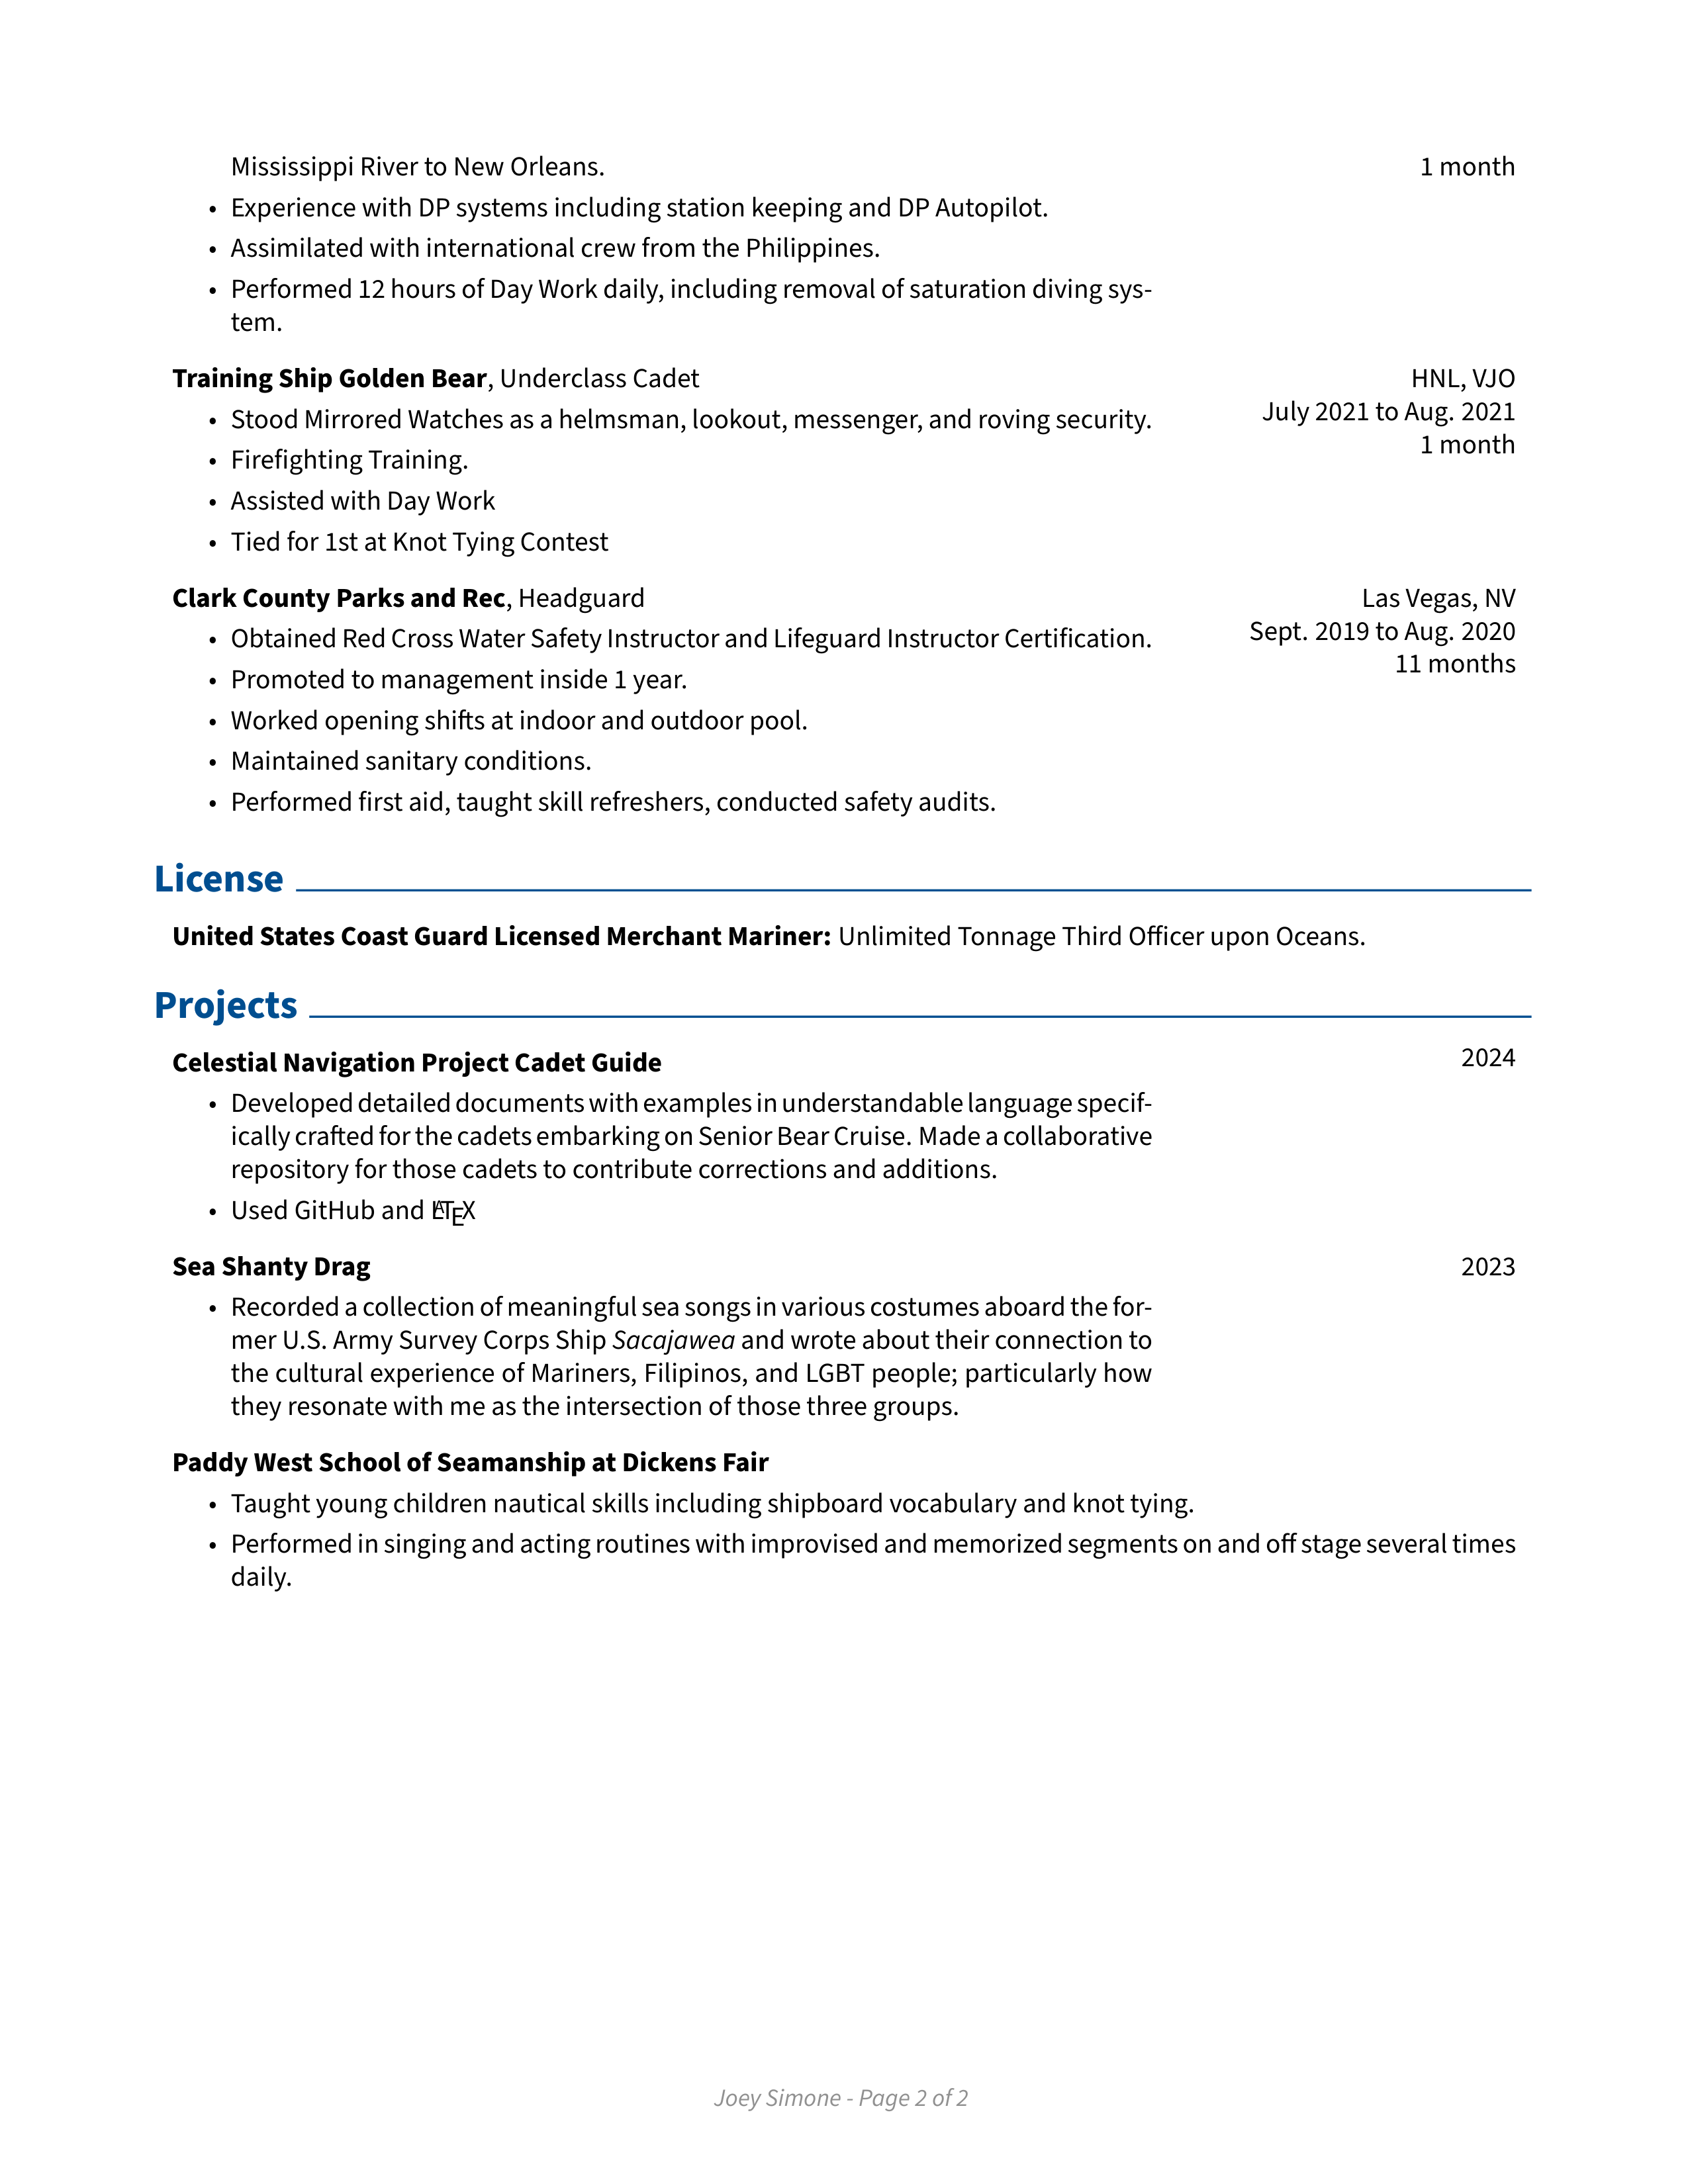 Mississippi River to New Orleans.
1 month
• Experience with DP systems including station keeping and DP Autopilot.
• Assimilated with international crew from the Philippines.
• Performed 12 hours of Day Work daily, including removal of saturation diving sys-
tem.
Training Ship Golden Bear, Underclass Cadet
HNL, VJO
• Stood Mirrored Watches as a helmsman, lookout, messenger, and roving security.
July 2021 to Aug. 2021
1 month
• Firefighting Training.
• Assisted with Day Work
• Tied for 1st at Knot Tying Contest
Clark County Parks and Rec, Headguard
Las Vegas, NV
• Obtained Red Cross Water Safety Instructor and Lifeguard Instructor Certification.
Sept. 2019 to Aug. 2020
11 months
• Promoted to management inside 1 year.
• Worked opening shifts at indoor and outdoor pool.
• Maintained sanitary conditions.
• Performed first aid, taught skill refreshers, conducted safety audits.
License
United States Coast Guard Licensed Merchant Mariner: Unlimited Tonnage Third Officer upon Oceans.
Projects
Celestial Navigation Project Cadet Guide
2024
• Developed detailed documents with examples in understandable language specif-
ically crafted for the cadets embarking on Senior Bear Cruise. Made a collaborative
repository for those cadets to contribute corrections and additions.
• Used GitHub and LATEX
Sea Shanty Drag
2023
• Recorded a collection of meaningful sea songs in various costumes aboard the for-
mer U.S. Army Survey Corps Ship Sacajawea and wrote about their connection to
the cultural experience of Mariners, Filipinos, and LGBT people; particularly how
they resonate with me as the intersection of those three groups.
Paddy West School of Seamanship at Dickens Fair
• Taught young children nautical skills including shipboard vocabulary and knot tying.
• Performed in singing and acting routines with improvised and memorized segments on and off stage several times
daily.
Joey Simone - Page 2 of 2